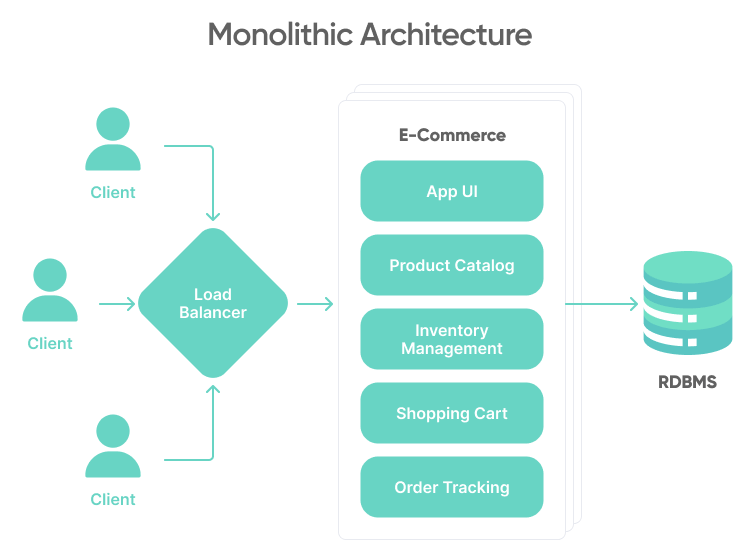 Monolithic Architecture
Client
Client
Client
Load
Balancer
E-Commerce
App UI
Product Catalog
Inventory
Management
Shopping Cart
Order Tracking
RDBMS